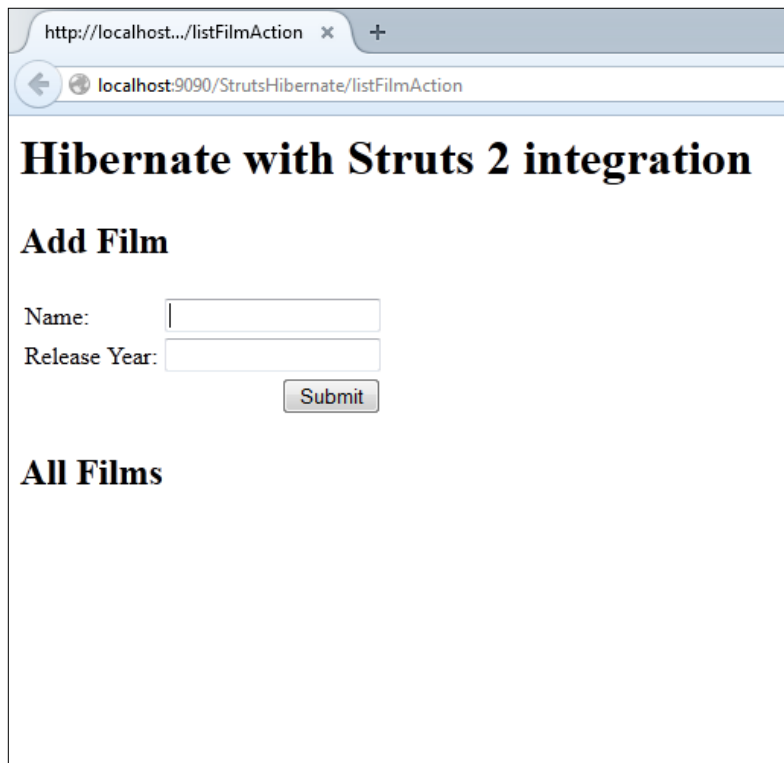 http://localhost.../listFilmAction × +
localhost:9090/StrutsHibernate/listFilmAction
Hibernate with Struts 2 integration
Add Film
Name:
Release Year:
Submit
All Films